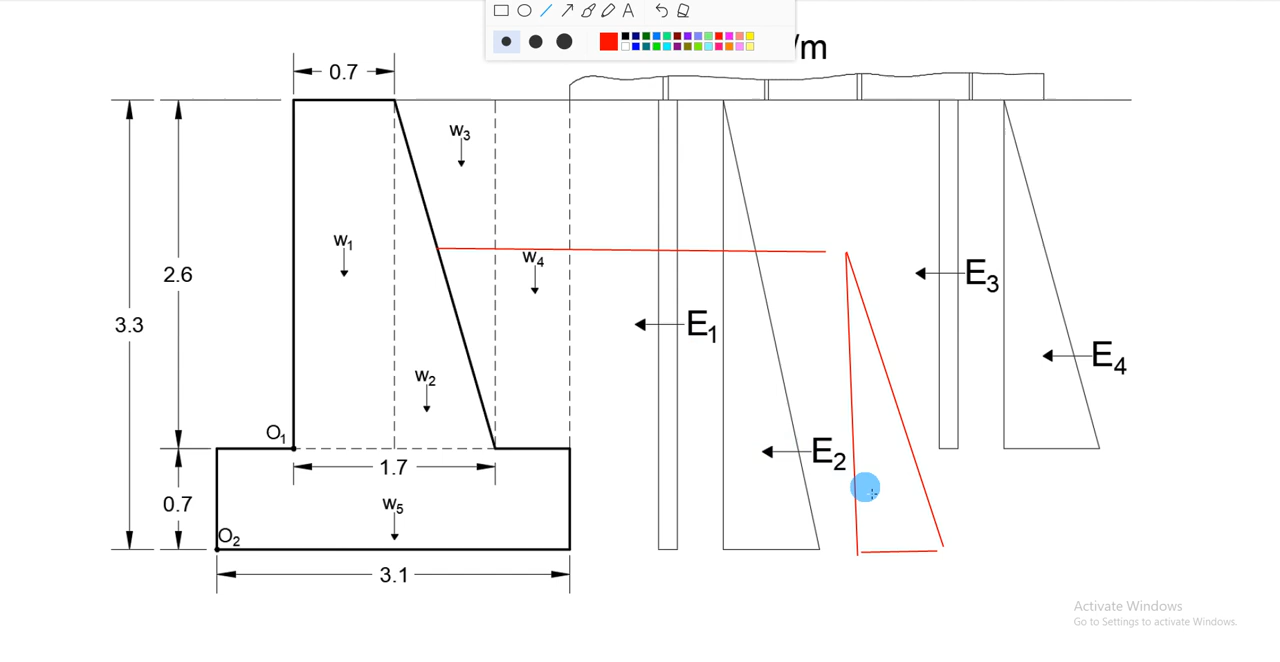 A
/m
0.7
W3
W1
W4
2.6
3.3
E3
E1
E4
W2
O1
E2
1.7
0.7
W5
O2
3.1
Activate Windows
Go to Settings to activate Windows.